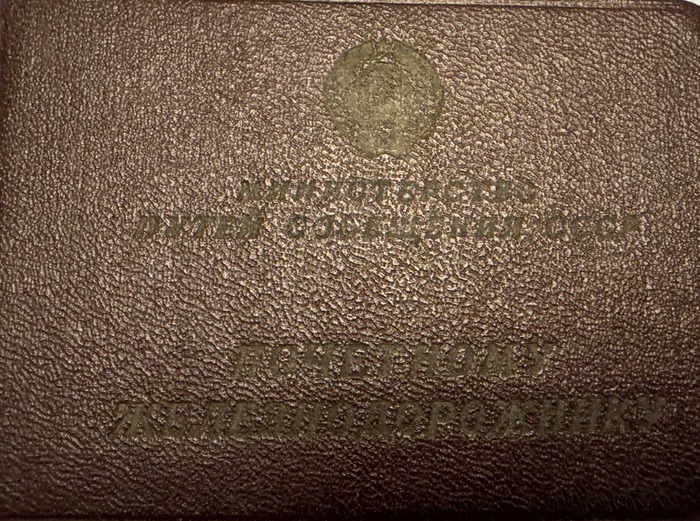 МИНИСТЕРСТВО
ПУТЕЙ СООБЩЕНИЯ СССР
ПОЧЕТНОМУ
ЖЕЛЕЗНОДОРОЖНИКУ